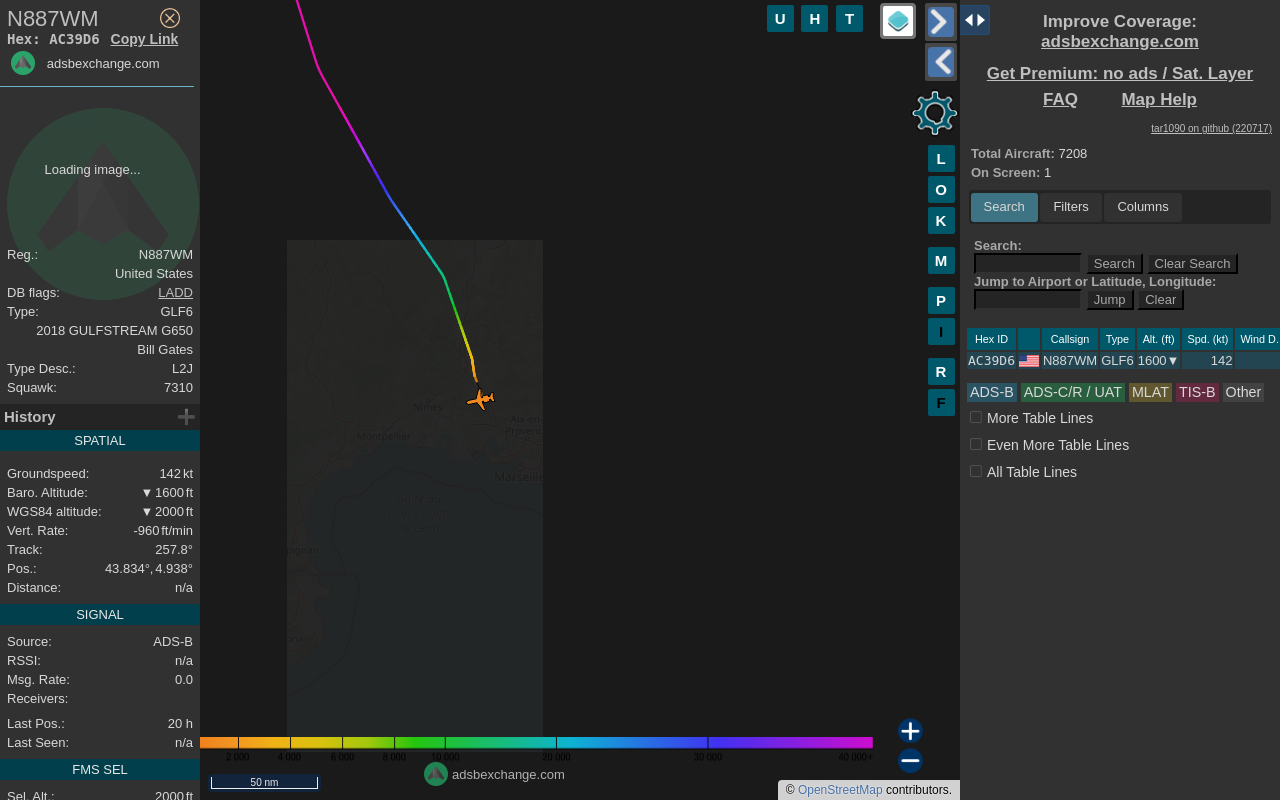 N887WM
Hex: AC39D6 Copy Link
adsbexchange.com
Loading image...
Reg.: N887WM
United States
DB flags: LADD
Type: GLF6
2018 GULFSTREAM G650
Bill Gates
Type Desc.: L2J
Squawk: 7310
History
SPATIAL
Groundspeed: 142 kt
Baro. Altitude: ▼ 1600 ft
WGS84 altitude: ▼ 2000 ft
Vert. Rate: -960 ft/min
Track: 257.8°
Pos.: 43.834°, 4.938°
Distance: n/a
SIGNAL
Source: ADS-B
RSSI: n/a
Msg. Rate: 0.0
Receivers:
Last Pos.: 20 h
Last Seen: n/a
FMS SEL
Sel. Alt.: 2000 ft
U H T
L
O
K
M
P
I
R
F
Nîmes
Montpellier
Aix-en-
Provence
Marseille
2 000 4 000 6 000 8 000 10 000 20 000 30 000 40 000+
50 nm
adsbexchange.com
© OpenStreetMap contributors.
Improve Coverage:
adsbexchange.com
Get Premium: no ads / Sat. Layer
FAQ Map Help
tar1090 on github (220717)
Total Aircraft: 7208
On Screen: 1
Search Filters Columns
Search:
Search Clear Search
Jump to Airport or Latitude, Longitude:
Jump Clear
Hex ID Callsign Type Alt. (ft) Spd. (kt) Wind D.
AC39D6 N887WM GLF6 1600▼ 142
ADS-B ADS-C/R / UAT MLAT TIS-B Other
More Table Lines
Even More Table Lines
All Table Lines